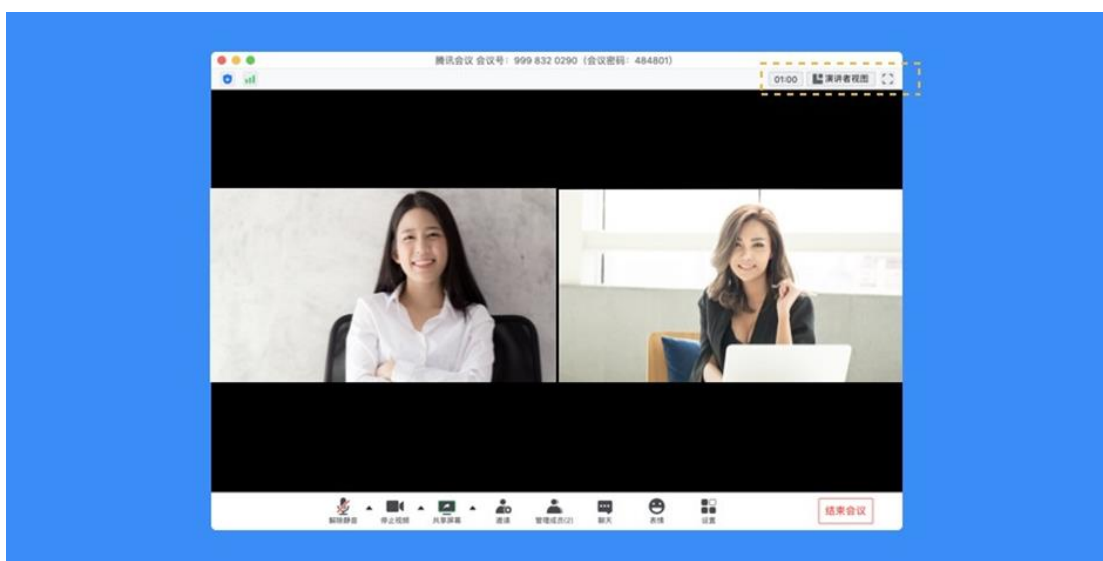 腾讯会议 会议号：999 832 0290（会议密码：484801）
01:00 演讲者视图
解除静音 停止视频 共享屏幕 邀请 管理成员(2) 聊天 表情 设置 结束会议